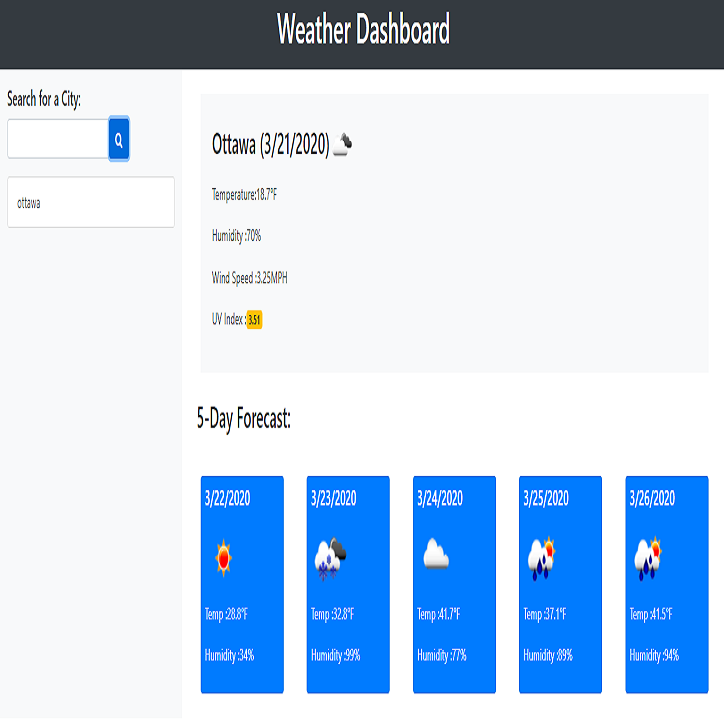 Weather Dashboard
Search for a City:
ottawa
Ottawa (3/21/2020)
Temperature:18.7°F
Humidity :70%
Wind Speed :3.25MPH
UV Index : 3.51
5-Day Forecast:
3/22/2020
Temp :28.8°F
Humidity :34%
3/23/2020
Temp :32.8°F
Humidity :99%
3/24/2020
Temp :41.7°F
Humidity :77%
3/25/2020
Temp :37.1°F
Humidity :89%
3/26/2020
Temp :41.5°F
Humidity :94%